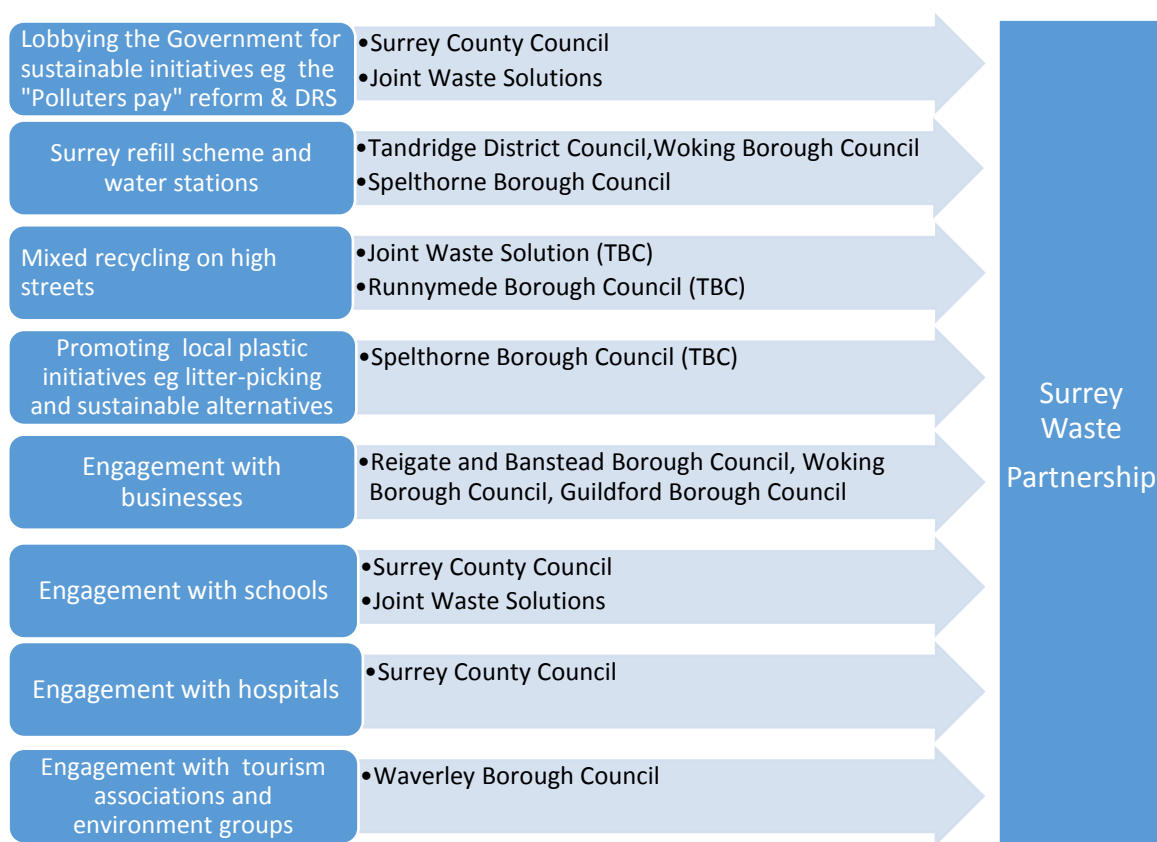 Lobbying the Government for
sustainable initiatives eg  the
"Polluters pay" reform & DRS
•Surrey County Council
•Joint Waste Solutions
Surrey refill scheme and
water stations
•Tandridge District Council,Woking Borough Council
•Spelthorne Borough Council
Mixed recycling on high
streets
•Joint Waste Solution (TBC)
•Runnymede Borough Council (TBC)
Promoting  local plastic
initiatives eg litter-picking
and sustainable alternatives
•Spelthorne Borough Council (TBC)
Engagement with
businesses
•Reigate and Banstead Borough Council, Woking
Borough Council, Guildford Borough Council
Engagement with schools
•Surrey County Council
•Joint Waste Solutions
Engagement with hospitals
•Surrey County Council
Engagement with  tourism
associations and
environment groups
•Waverley Borough Council
Surrey
Waste
Partnership